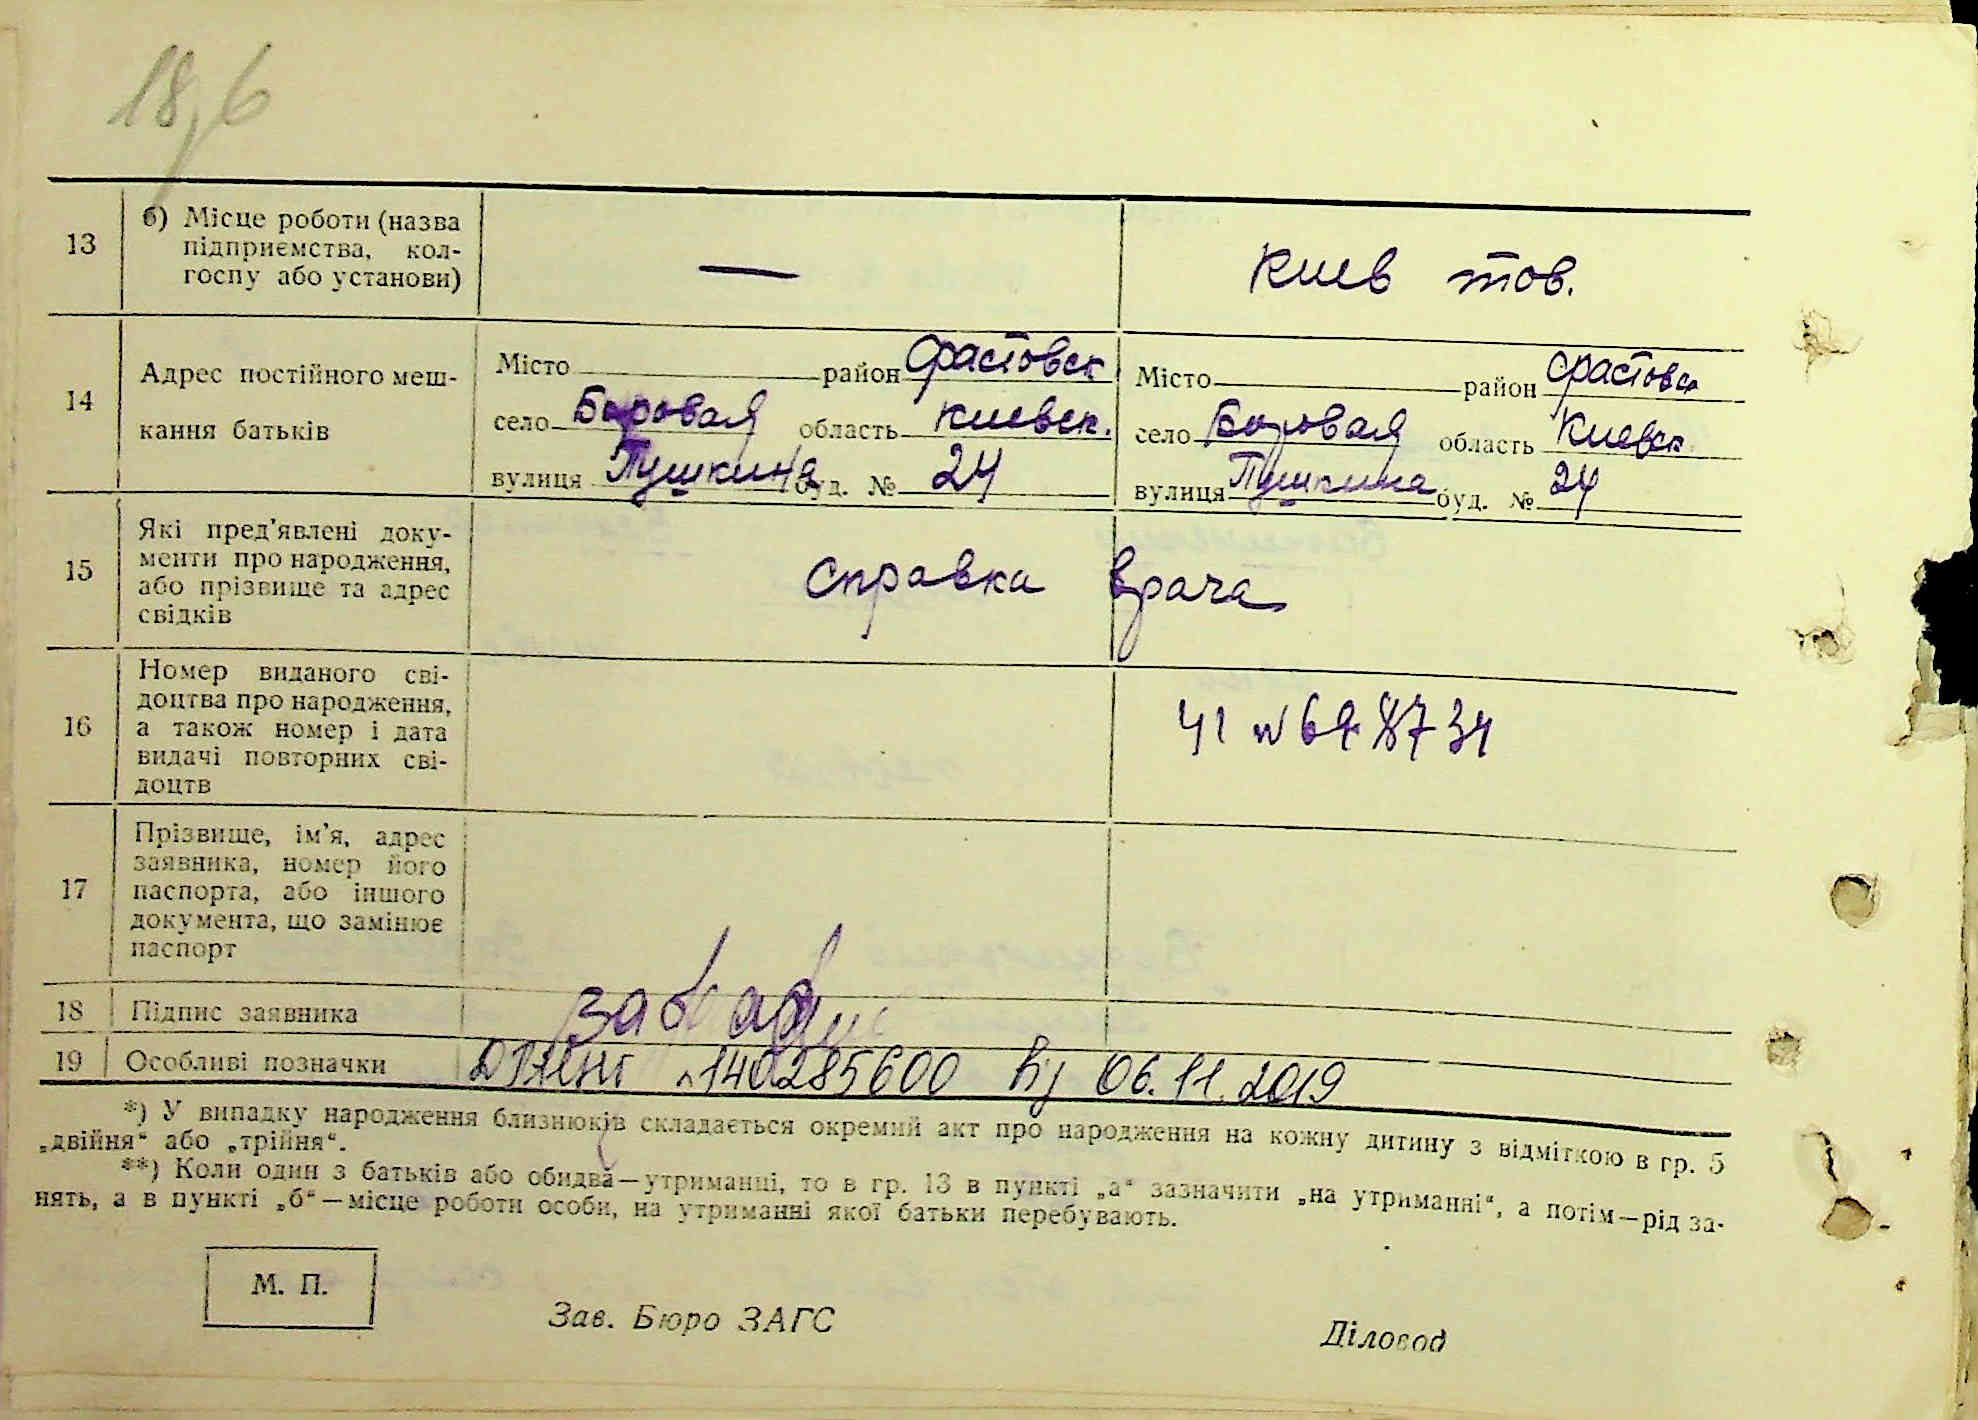 18,6
13 б) Місце роботи (назва
підприємства, кол-
госпу або установи) — Киев тов.
14 Адрес постійного меш-
кання батьків
Місто район Фастовск
село Боровая область Киевск.
вулиця Пушкина буд. № 24
Місто район Фастовск
село Боровая область Киевск
вулиця Пушкина буд. № 24
15 Які пред'явлені доку-
менти про народження,
або прізвище та адрес
свідків
Справка врача
16 Номер виданого сві-
доцтва про народження,
а також номер і дата
видачі повторних сві-
доцтв
17 Прізвище, ім'я, адрес
заявника, номер його
паспорта, або іншого
документа, що замінює
паспорт
18 Підпис заявника
19 Особливі позначки 140285600 06.11.2019
*) У випадку народження близнюків складається окремий акт про народження на кожну дитину з відміткою в гр. 5
„двійня“ або „трійня“.
**) Коли один з батьків або обидва—утриманці, то в гр. 13 в пункті „а“ зазначити „на утриманні“, а потім—рід за-
нять, а в пункті „б“—місце роботи особи, на утриманні якої батьки перебувають.
М. П.
Зав. Бюро ЗАГС
Діловод